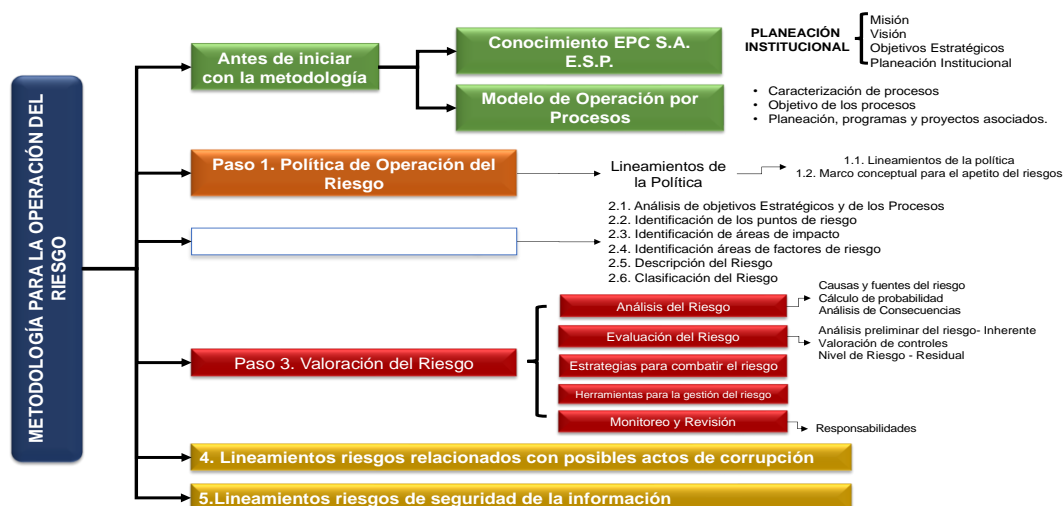 METODOLOGÍA PARA LA OPERACIÓN DEL
RIESGO
Antes de iniciar
con la metodología
Conocimiento EPC S.A.
E.S.P.
PLANEACIÓN
INSTITUCIONAL
Misión
Visión
Objetivos Estratégicos
Planeación Institucional
Modelo de Operación por
Procesos
• Caracterización de procesos
• Objetivo de los procesos
• Planeación, programas y proyectos asociados.
Paso 1. Política de Operación del
Riesgo
Lineamientos de
la Política
1.1. Lineamientos de la política
1.2. Marco conceptual para el apetito del riesgos
2.1. Análisis de objetivos Estratégicos y de los Procesos
2.2. Identificación de los puntos de riesgo
2.3. Identificación de áreas de impacto
2.4. Identificación áreas de factores de riesgo
2.5. Descripción del Riesgo
2.6. Clasificación del Riesgo
Paso 3. Valoración del Riesgo
Análisis del Riesgo
Causas y fuentes del riesgo
Cálculo de probabilidad
Análisis de Consecuencias
Evaluación del Riesgo
Análisis preliminar del riesgo- Inherente
Valoración de controles
Nivel de Riesgo - Residual
Estrategias para combatir el riesgo
Herramientas para la gestión del riesgo
Monitoreo y Revisión
Responsabilidades
4. Lineamientos riesgos relacionados con posibles actos de corrupción
5.Lineamientos riesgos de seguridad de la información